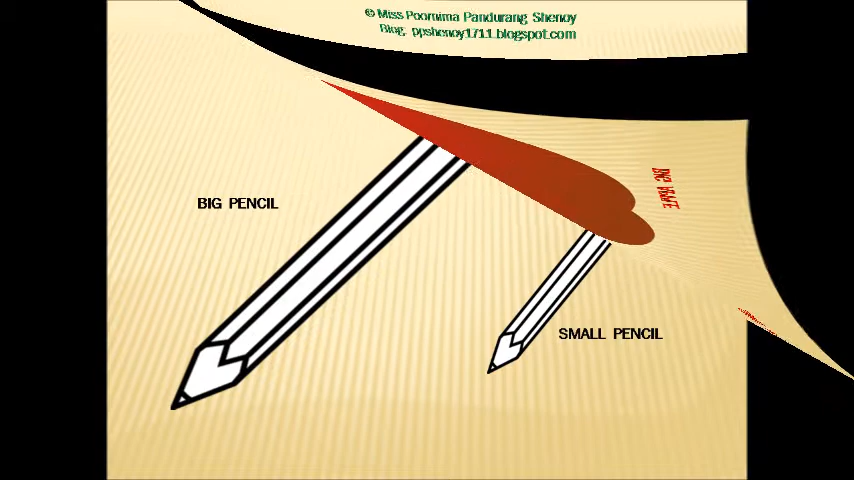 © Miss Poornima Pandurang Shenoy
Blog: ppshenoy1711.blogspot.com
BIG PENCIL
SMALL PENCIL